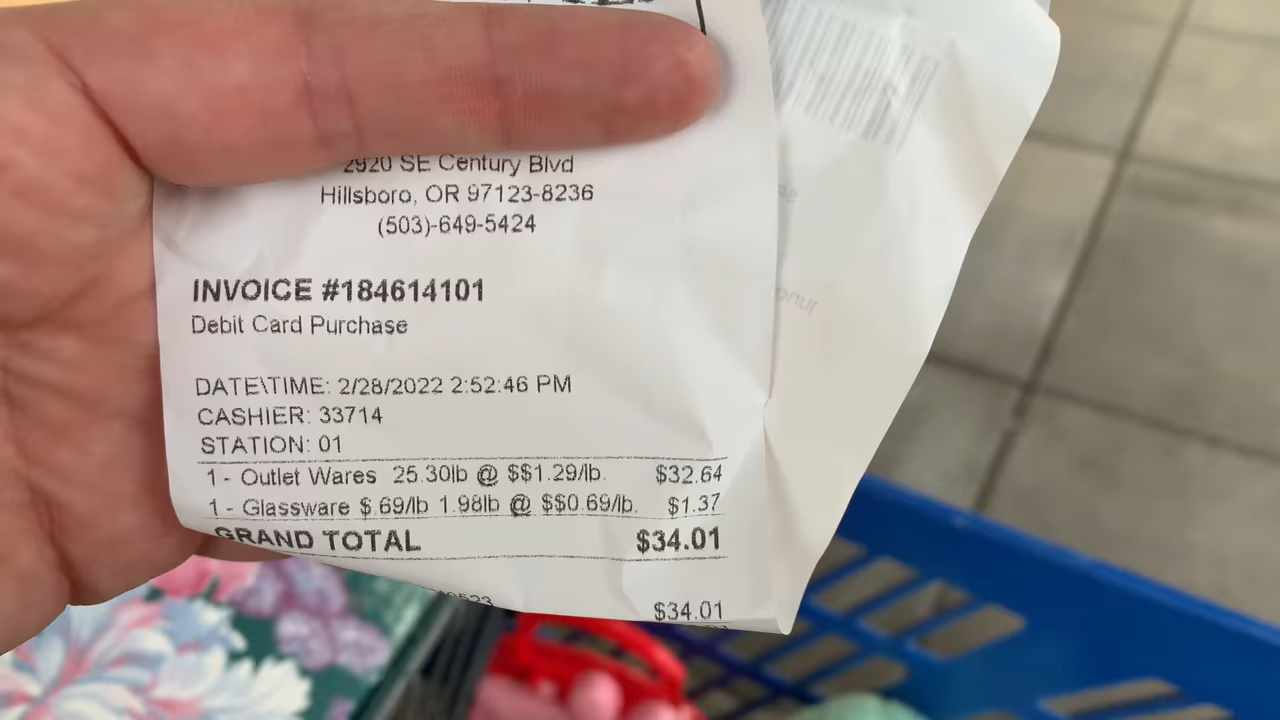 2920 SE Century Blvd
Hillsboro, OR 97123-8236
(503)-649-5424
INVOICE #184614101
Debit Card Purchase
DATE\TIME: 2/28/2022 2:52:46 PM
CASHIER: 33714
STATION: 01
1 - Outlet Wares 25.30lb @ $$1.29/lb. $32.64
1 - Glassware $.69/lb 1.98lb @ $$0.69/lb. $1.37
GRAND TOTAL $34.01
$34.01